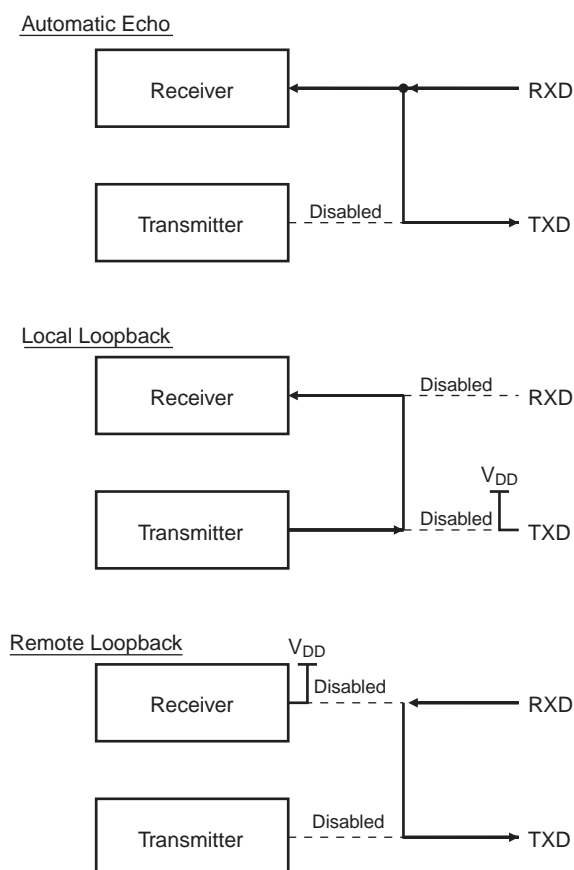 Automatic Echo
Receiver
RXD
Transmitter
Disabled
TXD
Local Loopback
Receiver
Disabled
RXD
VDD
Transmitter
Disabled
TXD
Remote Loopback
VDD
Receiver
Disabled
RXD
Transmitter
Disabled
TXD